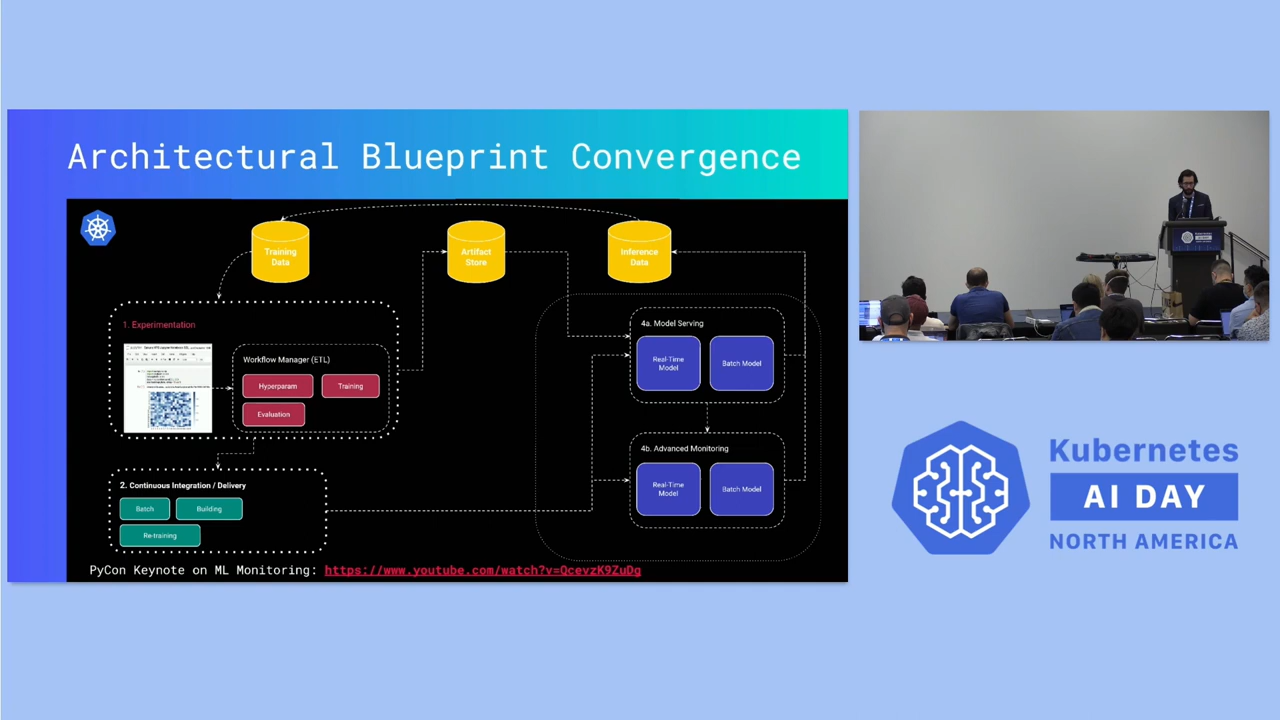 Architectural Blueprint Convergence
Training
Data
Artifact
Store
Inference
Data
1. Experimentation
Workflow Manager (ETL)
Hyperparam
Training
Evaluation
2. Continuous Integration / Delivery
Batch
Building
Re-training
4a. Model Serving
Real-Time
Model
Batch Model
4b. Advanced Monitoring
Real-Time
Model
Batch Model
PyCon Keynote on ML Monitoring: https://www.youtube.com/watch?v=QcevzK9ZuDg
Kubernetes
AI DAY
NORTH AMERICA